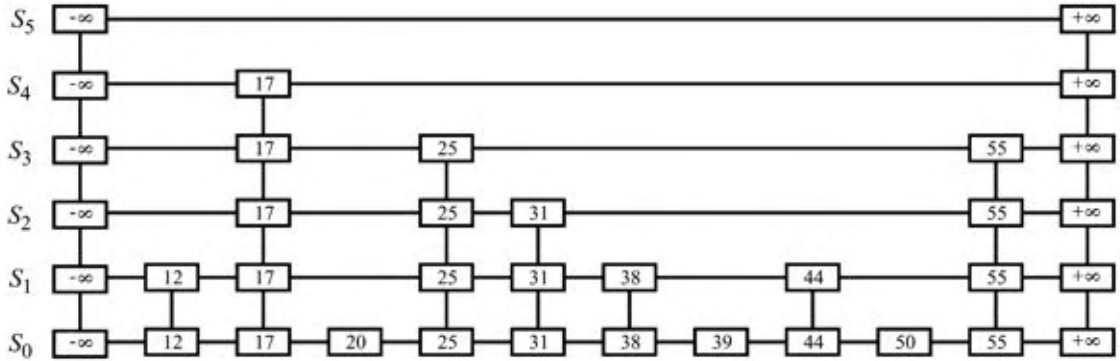 S5 -∞ +∞
S4 -∞ 17 +∞
S3 -∞ 17 25 55 +∞
S2 -∞ 17 25 31 55 +∞
S1 -∞ 12 17 25 31 38 44 55 +∞
S0 -∞ 12 17 20 25 31 38 39 44 50 55 +∞